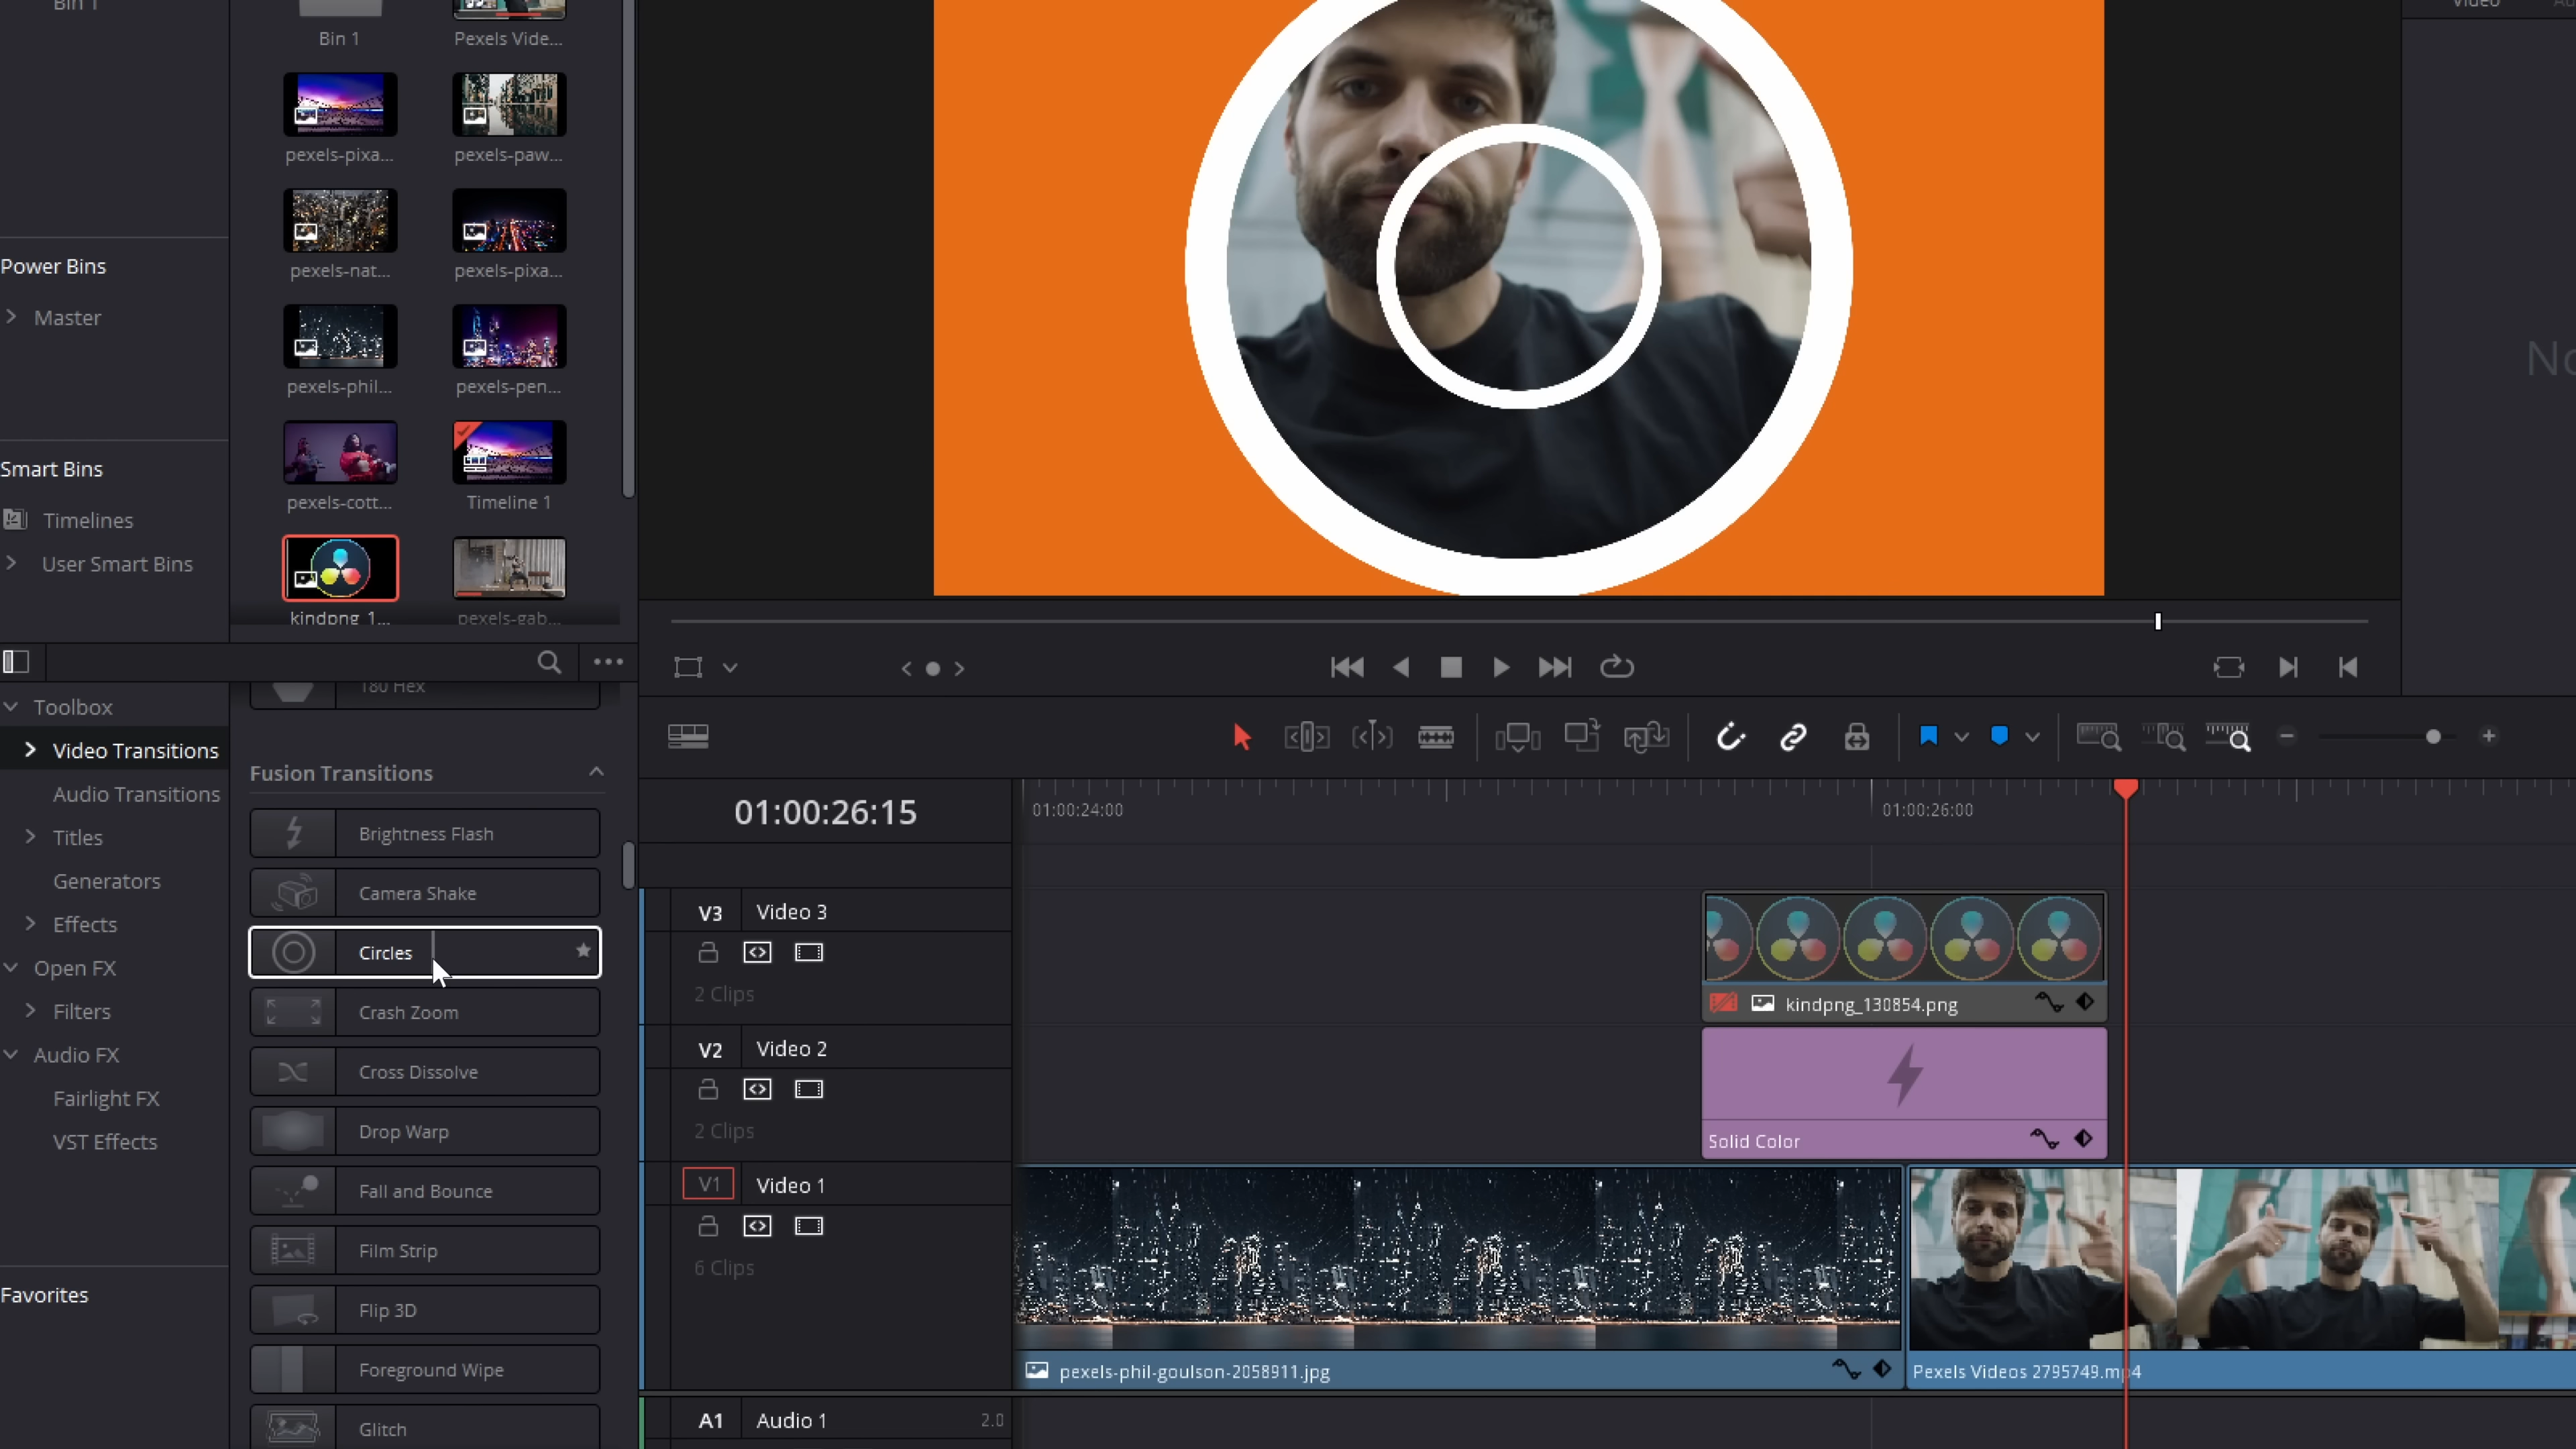 Bin 1
Power Bins
Master
Smart Bins
Timelines
User Smart Bins
Bin 1
Pexels Vide...
pexels-pixa...
pexels-paw...
pexels-nat...
pexels-pixa...
pexels-phil...
pexels-pen...
pexels-cott...
Timeline 1
kindpng_1...
pexels-gab...
Video
No
Toolbox
Video Transitions
Audio Transitions
Titles
Generators
Effects
Open FX
Filters
Audio FX
Fairlight FX
VST Effects
Favorites
180 Hex
Fusion Transitions
Brightness Flash
Camera Shake
Circles
Crash Zoom
Cross Dissolve
Drop Warp
Fall and Bounce
Film Strip
Flip 3D
Foreground Wipe
Glitch
01:00:26:15
01:00:24:00
01:00:26:00
V3 Video 3
2 Clips
kindpng_130854.png
V2 Video 2
2 Clips
Solid Color
V1 Video 1
6 Clips
pexels-phil-goulson-2058911.jpg
Pexels Videos 2795749.mp4
A1 Audio 1 2.0